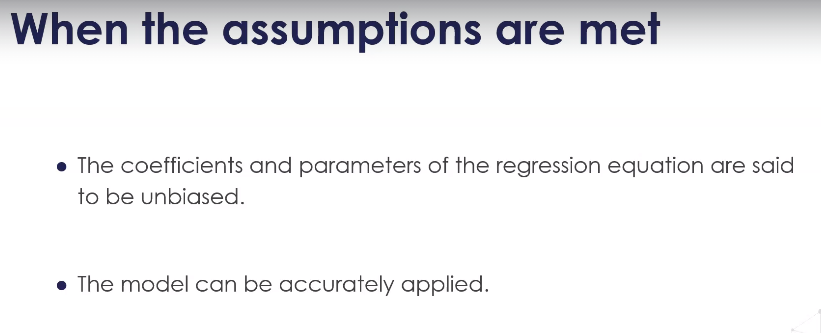 When the assumptions are met
• The coefficients and parameters of the regression equation are said
to be unbiased.
• The model can be accurately applied.